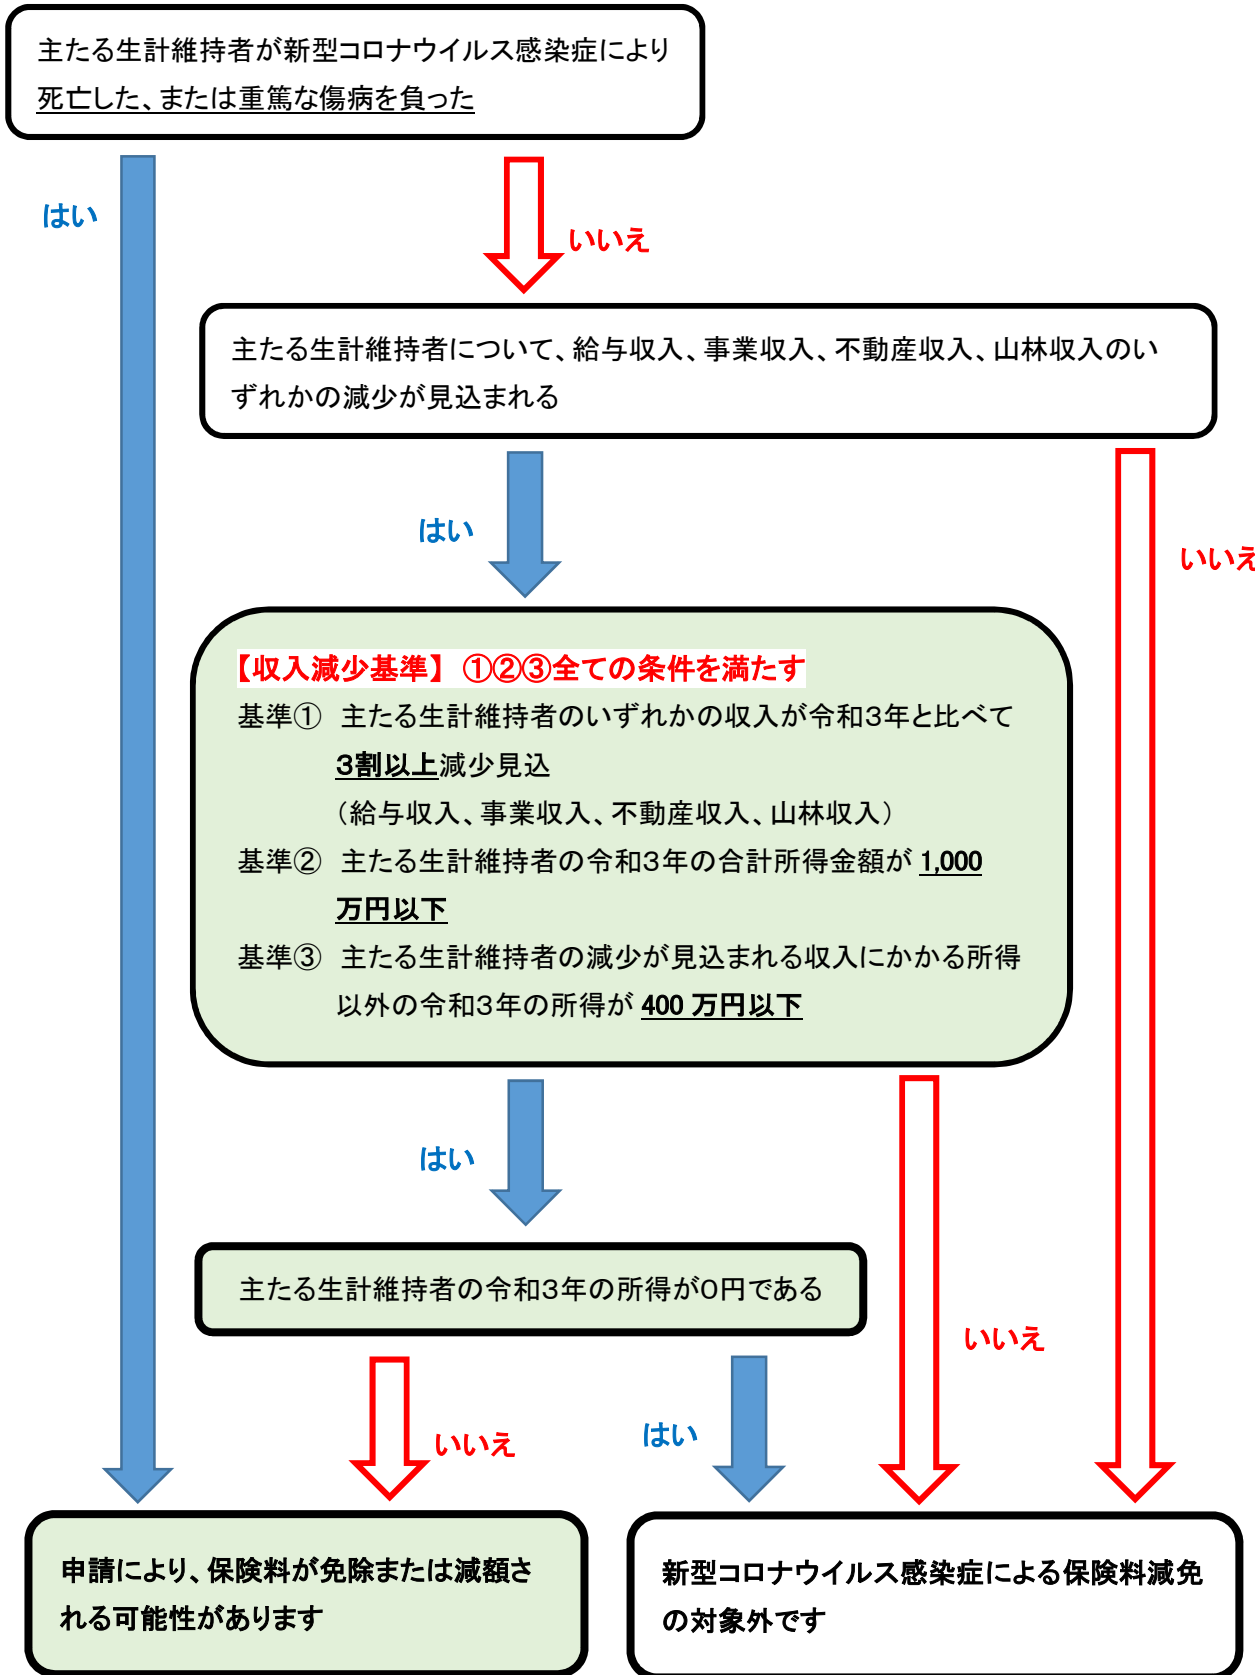 主たる生計維持者が新型コロナウイルス感染症により
死亡した、または重篤な傷病を負った
はい
いいえ
主たる生計維持者について、給与収入、事業収入、不動産収入、山林収入のい
ずれかの減少が見込まれる
はい
いいえ
【収入減少基準】 ①②③全ての条件を満たす
基準① 主たる生計維持者のいずれかの収入が令和3年と比べて
3割以上減少見込
（給与収入、事業収入、不動産収入、山林収入）
基準② 主たる生計維持者の令和3年の合計所得金額が 1,000
万円以下
基準③ 主たる生計維持者の減少が見込まれる収入にかかる所得
以外の令和3年の所得が 400 万円以下
はい
主たる生計維持者の令和3年の所得が0円である
いいえ
いいえ
はい
申請により、保険料が免除または減額さ
れる可能性があります
新型コロナウイルス感染症による保険料減免
の対象外です